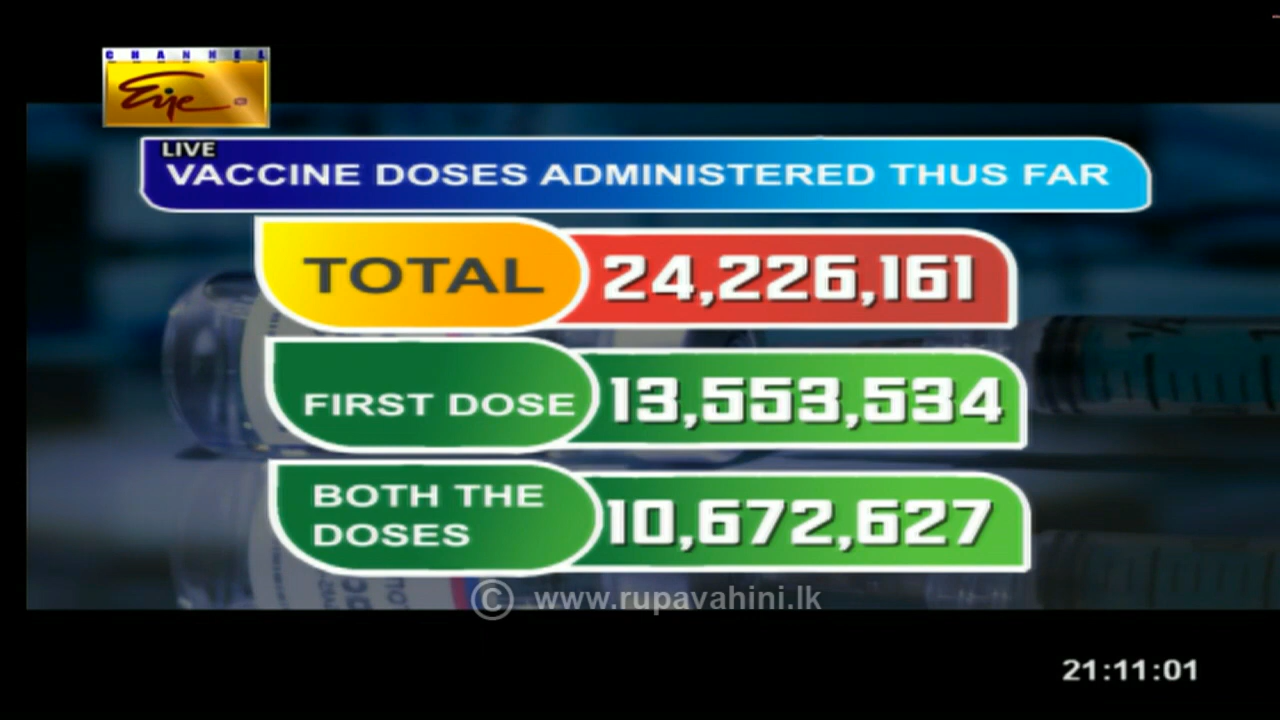 CHANNEL
Eye
LIVE
VACCINE DOSES ADMINISTERED THUS FAR
TOTAL 24,226,161
FIRST DOSE 13,553,534
BOTH THE
DOSES 10,672,627
© www.rupavahini.lk
21:11:01